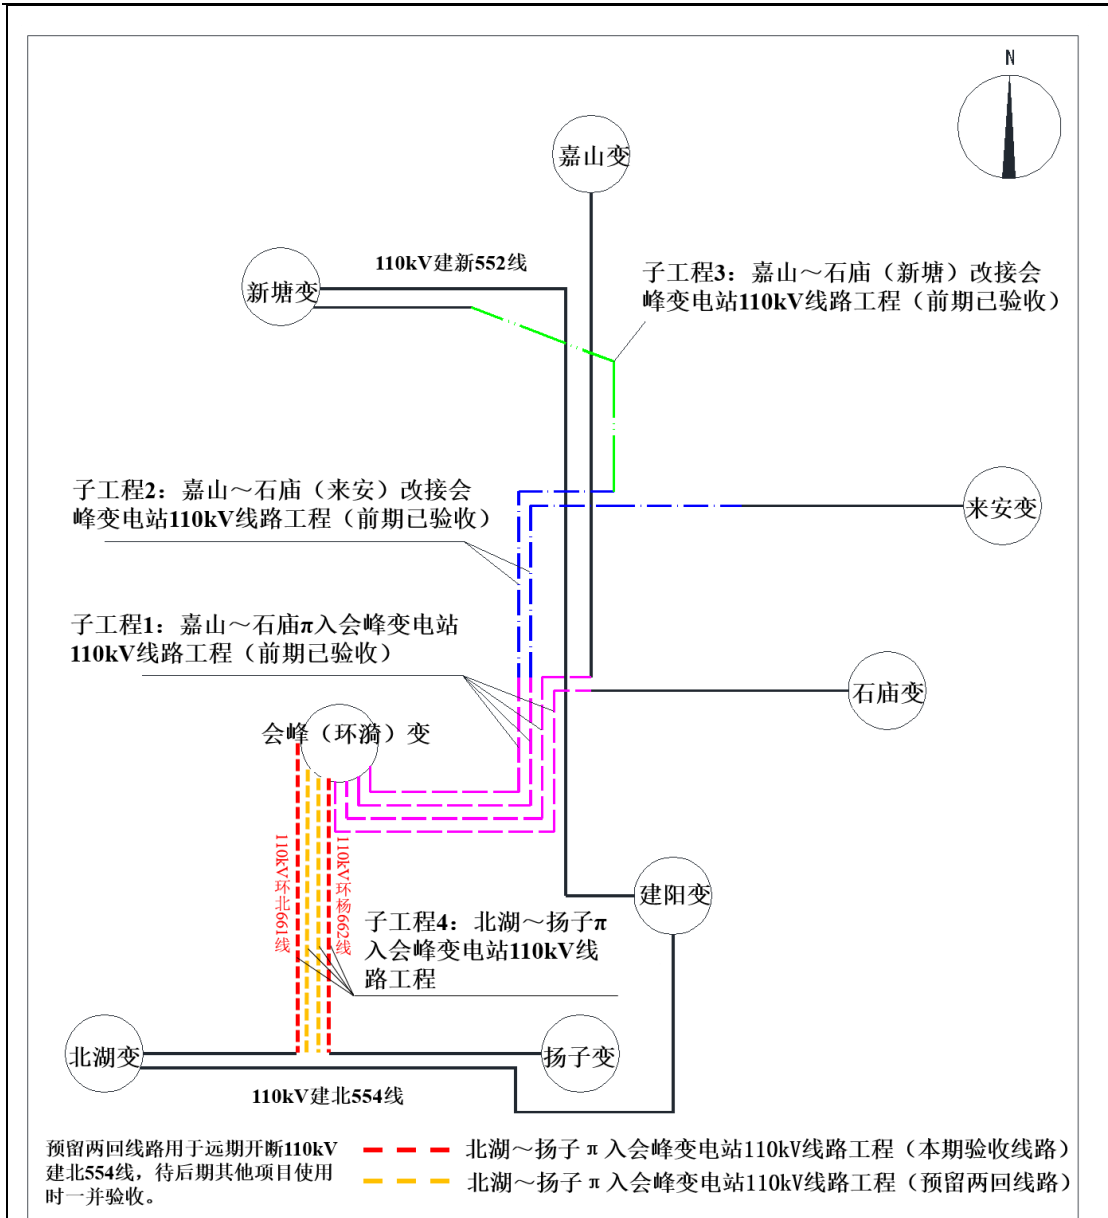 N
嘉山变
110kV建新552线
新塘变
子工程3：嘉山～石庙（新塘）改接会
峰变电站110kV线路工程（前期已验收）
子工程2：嘉山～石庙（来安）改接会
峰变电站110kV线路工程（前期已验收）
来安变
子工程1：嘉山～石庙π入会峰变电站
110kV线路工程（前期已验收）
石庙变
会峰（环漪）变
110kV环北661线
110kV环杨662线
建阳变
子工程4：北湖～扬子π
入会峰变电站110kV线
路工程
北湖变
扬子变
110kV建北554线
预留两回线路用于远期开断110kV
建北554线，待后期其他项目使用
时一并验收。
北湖～扬子π入会峰变电站110kV线路工程（本期验收线路）
北湖～扬子π入会峰变电站110kV线路工程（预留两回线路）